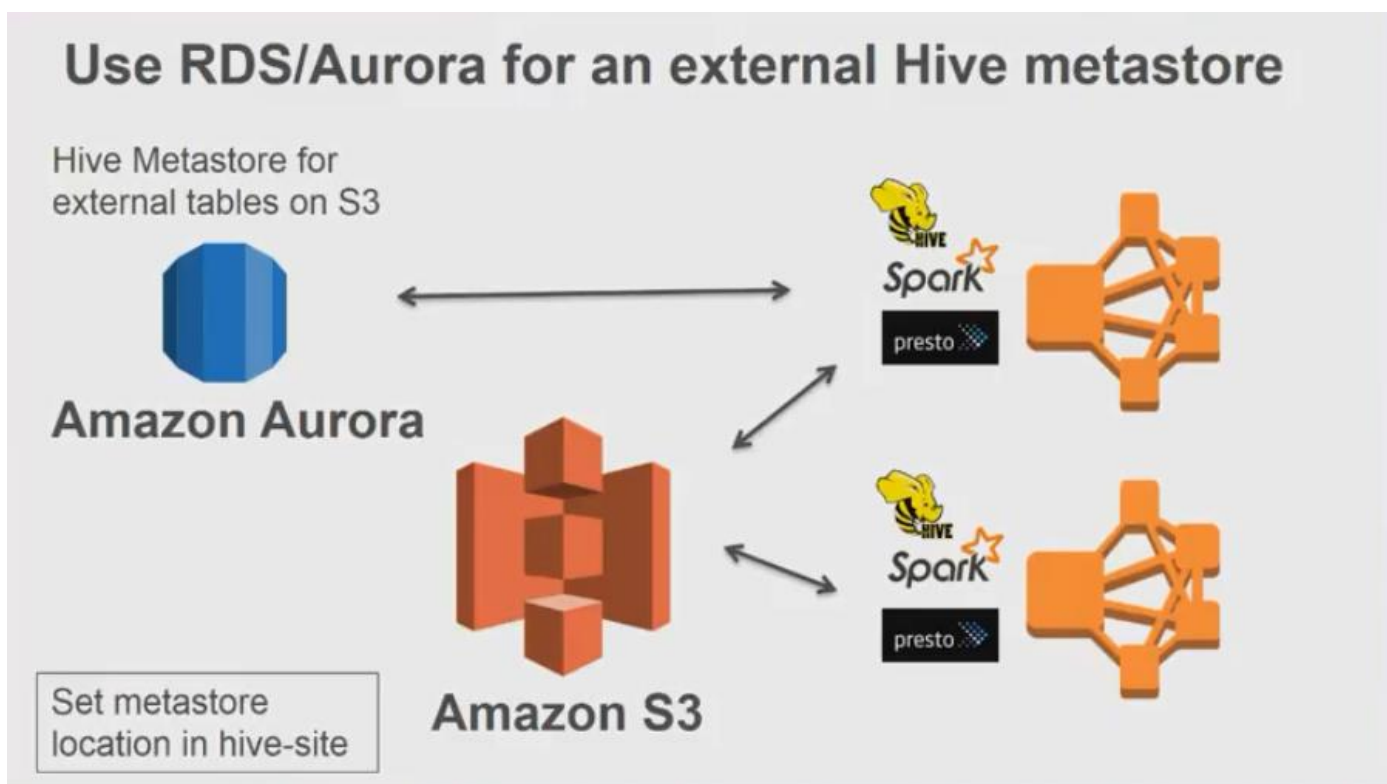 Use RDS/Aurora for an external Hive metastore
Hive Metastore for
external tables on S3
HIVE
Spark
presto
Amazon Aurora
HIVE
Spark
presto
Amazon S3
Set metastore
location in hive-site